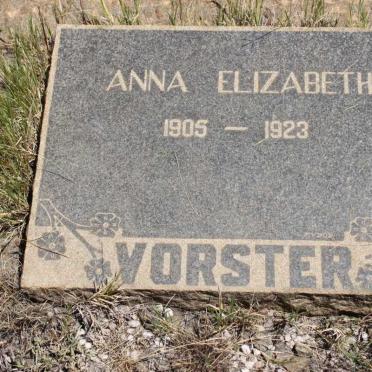 ANNA ELIZABETH
1905 — 1923
VORSTER